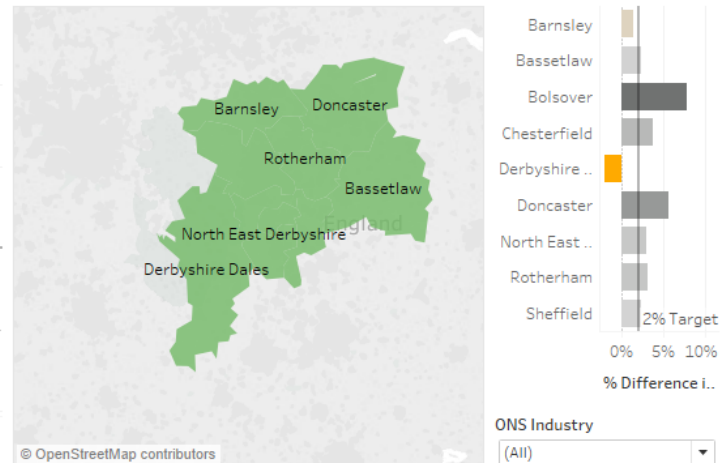 Barnsley
Doncaster
Rotherham
Bassetlaw
England
North East Derbyshire
Derbyshire Dales
© OpenStreetMap contributors
Barnsley
Bassetlaw
Bolsover
Chesterfield
Derbyshire ..
Doncaster
North East ..
Rotherham
Sheffield
2% Target
0% 5% 10%
% Difference i..
ONS Industry
(All)